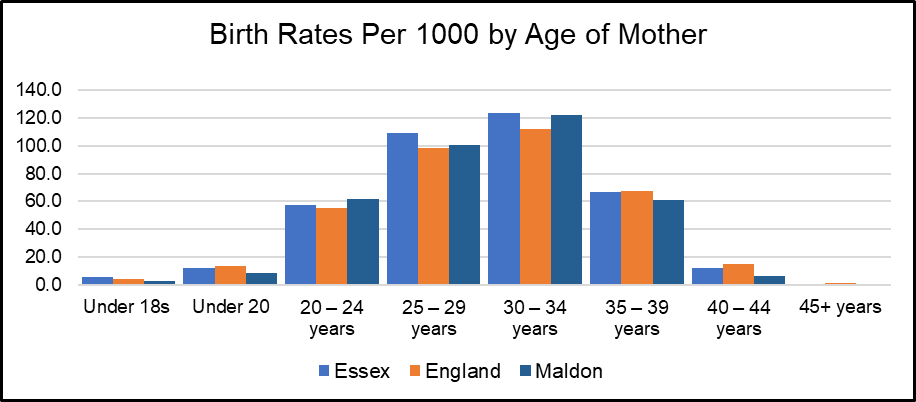 Birth Rates Per 1000 by Age of Mother
140.0
120.0
100.0
80.0
60.0
40.0
20.0
0.0
Under 18s Under 20 20 – 24 25 – 29 30 – 34 35 – 39 40 – 44 45+ years
years years years years years
Essex England Maldon